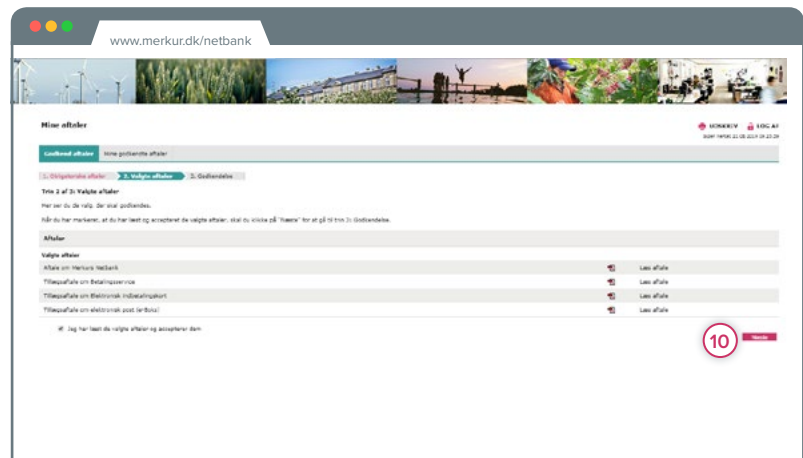 www.merkur.dk/netbank
Mine aftaler
UDSKRIV LOG AF
Godkend aftaler Mine godkendte aftaler
1. Obligatoriske aftaler 2. Valgte aftaler 3. Godkendelse
Trin 2 af 3: Valgte aftaler
Her ser du de valg, der skal godkendes.
Når du har markeret, at du har læst og accepteret de valgte aftaler, skal du klikke på "Næste" for at gå til trin 3: Godkendelse.
Aftaler
Valgte aftaler
Aftale om Merkurs Netbank Læs aftale
Tillægsaftale om Betalingsservice Læs aftale
Tillægsaftale om Elektronisk Indbetalingskort Læs aftale
Tillægsaftale om elektronisk post (e-Boks) Læs aftale
Jeg har læst de valgte aftaler og accepterer dem
10 Næste